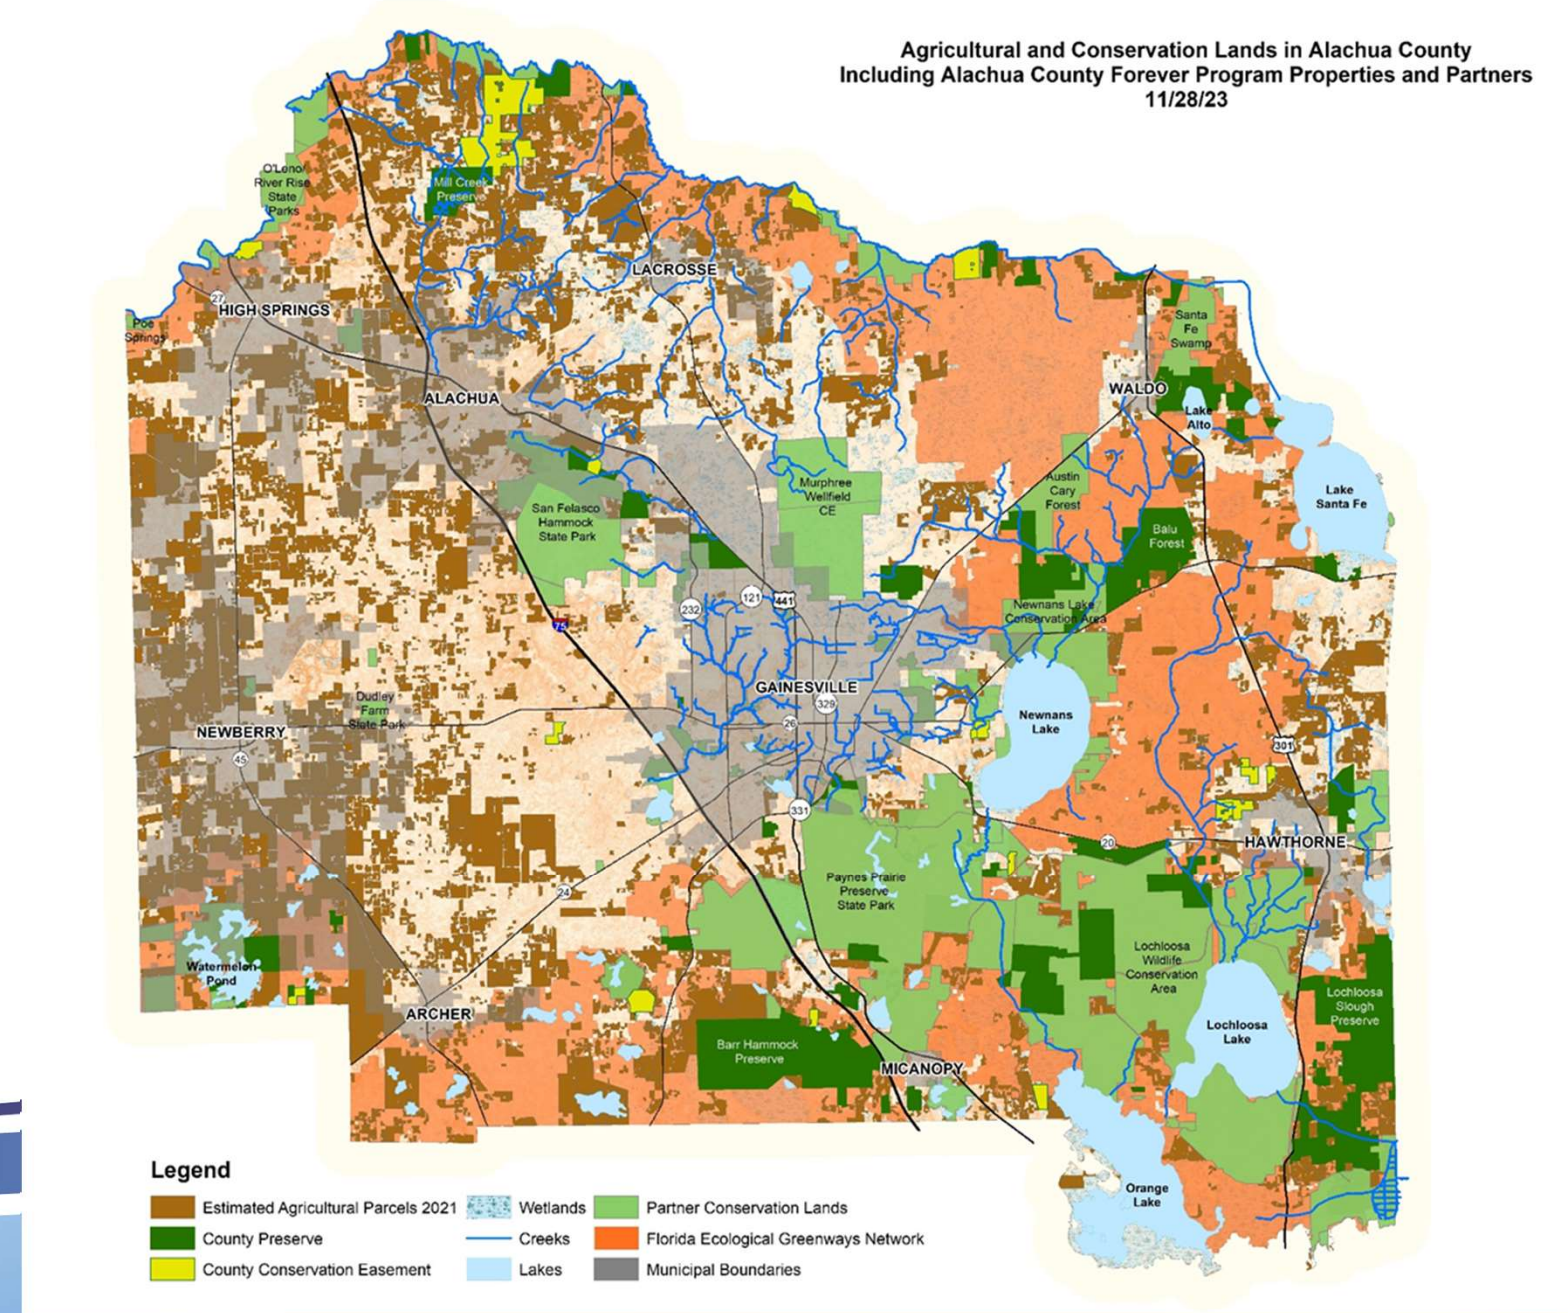 Agricultural and Conservation Lands in Alachua County
Including Alachua County Forever Program Properties and Partners
11/28/23
O'Leno/
River Rise
State
Parks
Mill Creek
Preserve
LACROSSE
27
HIGH SPRINGS
Poe
Springs
Santa
Fe
Swamp
WALDO
ALACHUA
Lake
Alto
Lake
Santa Fe
Murphree
Wellfield
CE
Austin
Cary
Forest
San Felasco
Hammock
State Park
Balu
Forest
232
121
441
75
Newnans Lake
Conservation Area
GAINESVILLE
329
26
Dudley
Farm
State Park
NEWBERRY
45
Newnans
Lake
301
331
20
HAWTHORNE
24
Paynes Prairie
Preserve
State Park
Watermelon
Pond
Lochloosa
Wildlife
Conservation
Area
Lochloosa
Slough
Preserve
ARCHER
Lochloosa
Lake
Barr Hammock
Preserve
MICANOPY
Orange
Lake
Legend
Estimated Agricultural Parcels 2021
Wetlands
Partner Conservation Lands
County Preserve
Creeks
Florida Ecological Greenways Network
County Conservation Easement
Lakes
Municipal Boundaries